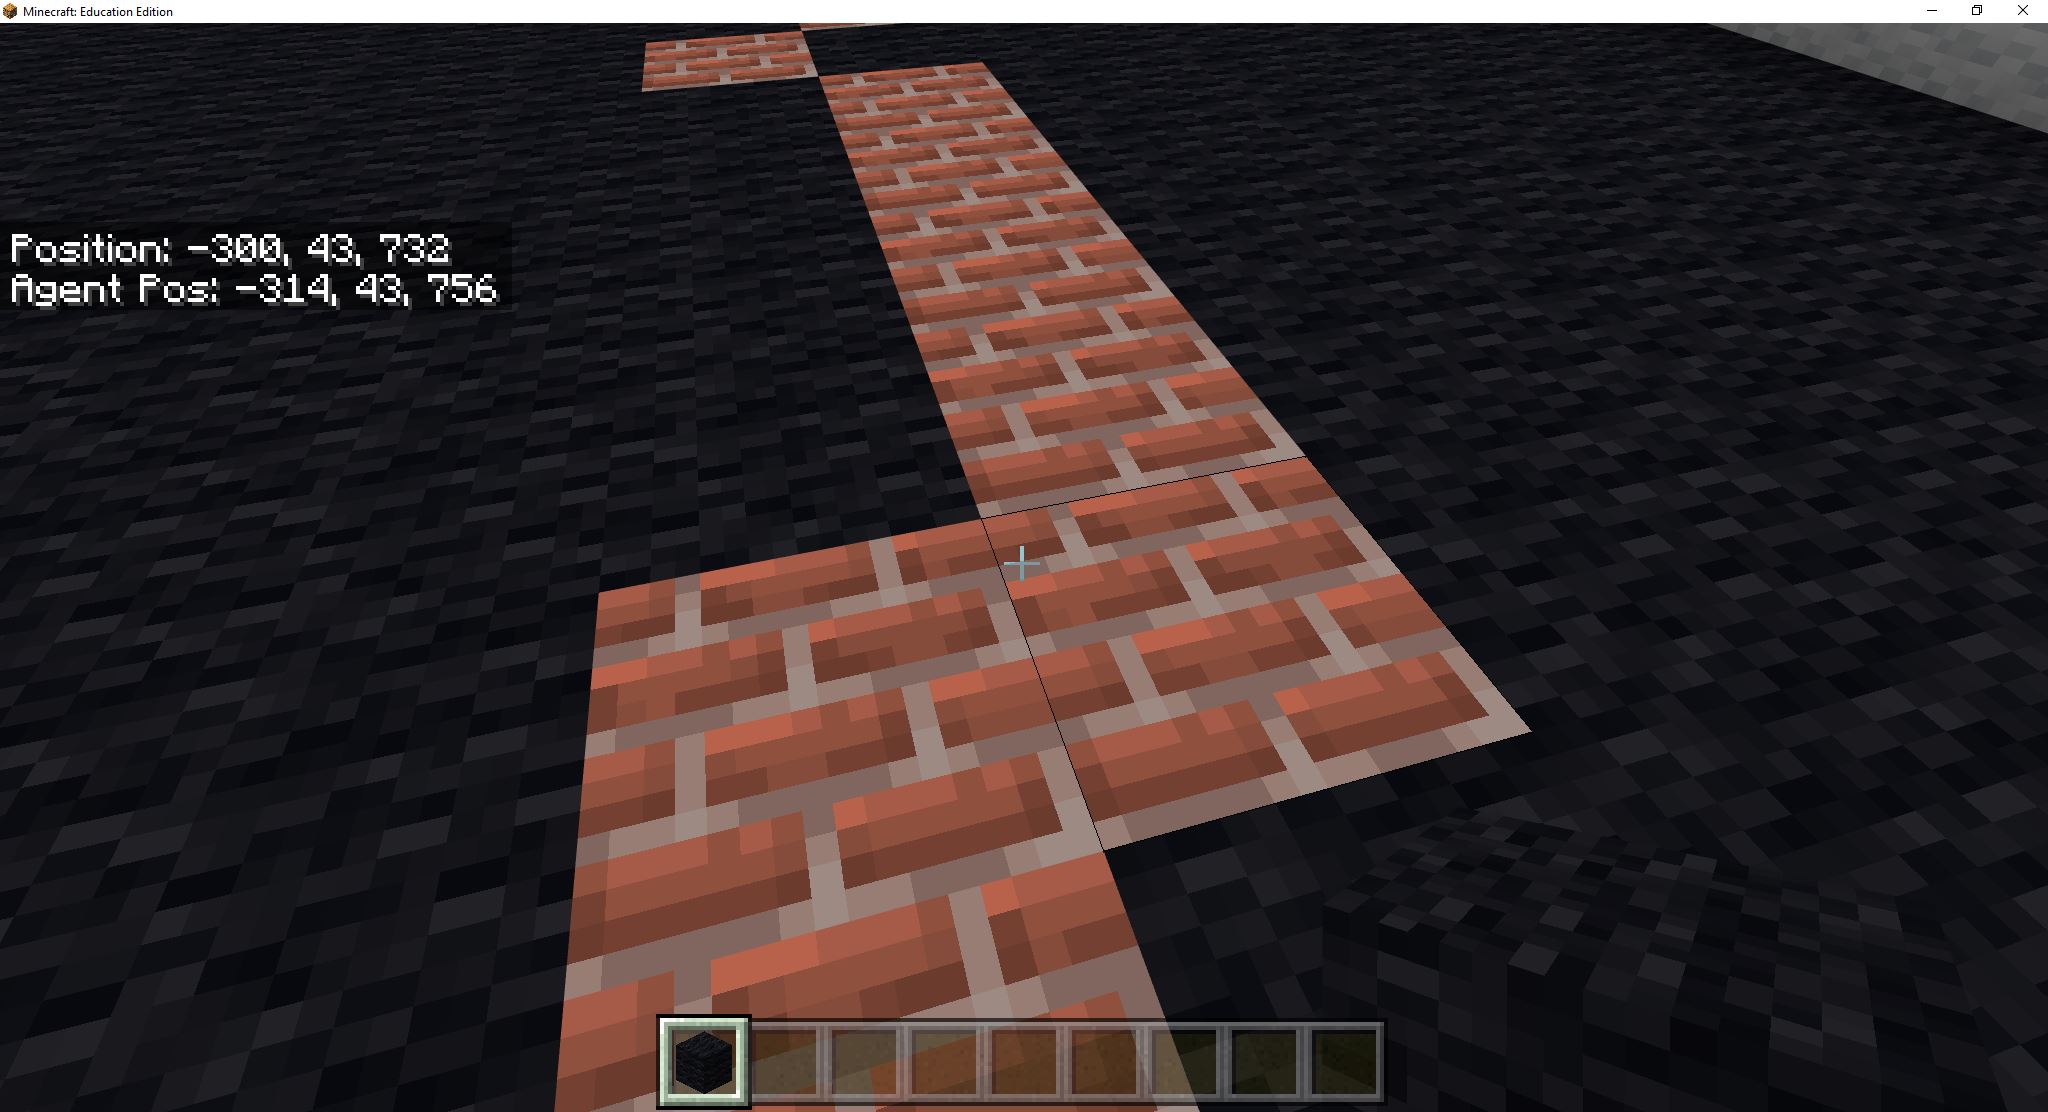 Minecraft: Education Edition
Position: -300, 43, 732
Agent Pos: -314, 43, 756